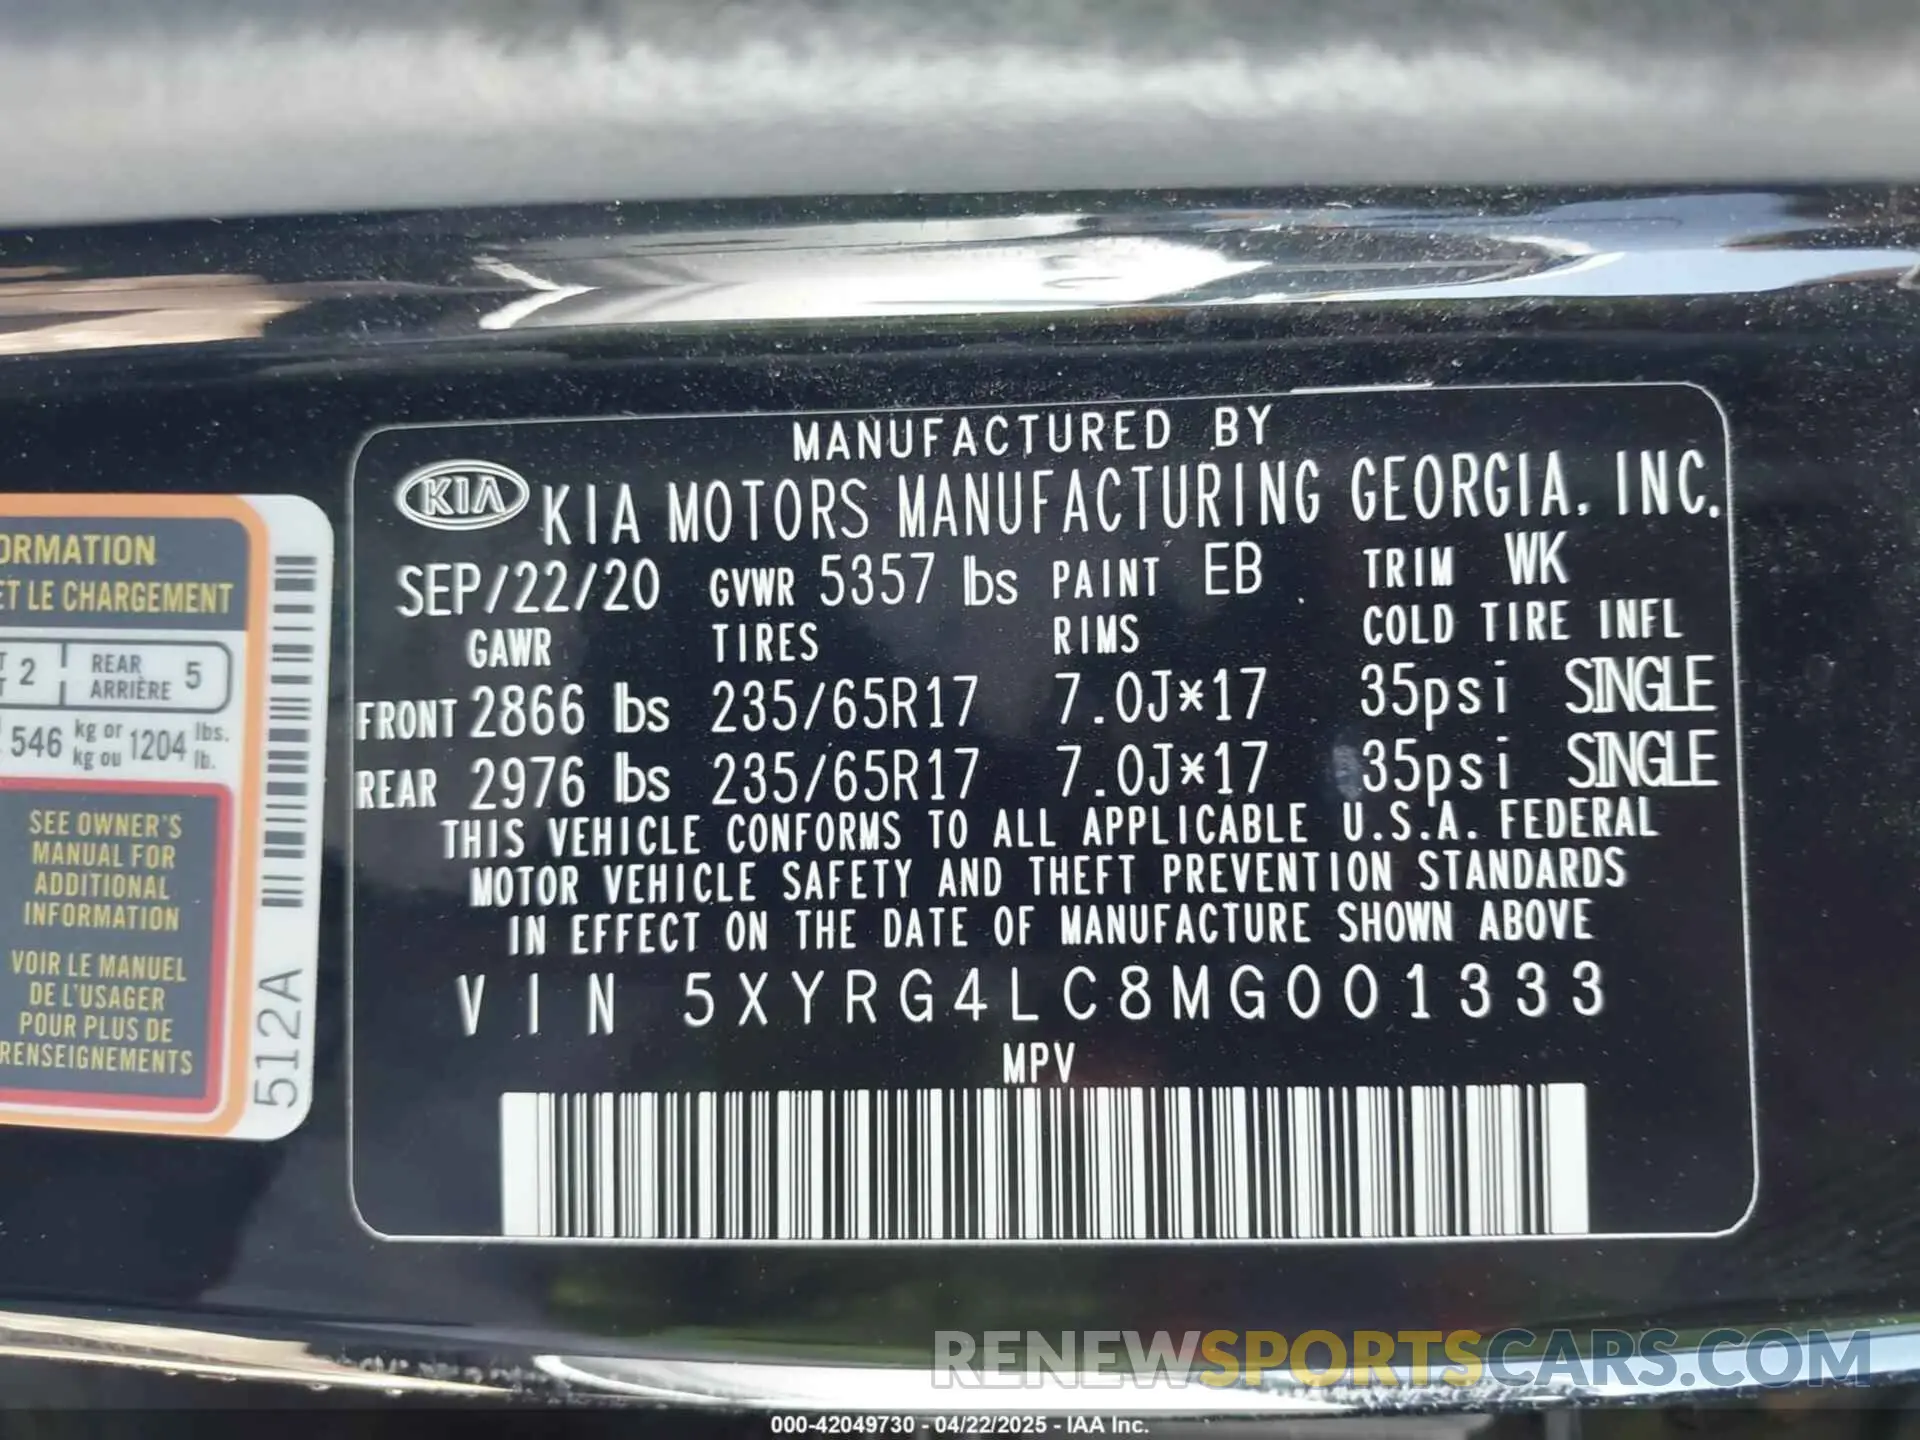 MANUFACTURED BY
KIA KIA MOTORS MANUFACTURING GEORGIA, INC.
SEP/22/20 GVWR 5357 lbs PAINT EB TRIM WK
GAWR TIRES RIMS COLD TIRE INFL
FRONT 2866 lbs 235/65R17 7.0J*17 35psi SINGLE
REAR 2976 lbs 235/65R17 7.0J*17 35psi SINGLE
THIS VEHICLE CONFORMS TO ALL APPLICABLE U.S.A. FEDERAL
MOTOR VEHICLE SAFETY AND THEFT PREVENTION STANDARDS
IN EFFECT ON THE DATE OF MANUFACTURE SHOWN ABOVE
VIN 5XYRG4LC8MG001333
MPV
ORMATION
ET LE CHARGEMENT
T 2 REAR 5
T ARRIÈRE
546 kg or 1204 lbs.
kg ou lb.
SEE OWNER'S
MANUAL FOR
ADDITIONAL
INFORMATION
VOIR LE MANUEL
DE L'USAGER
POUR PLUS DE
RENSEIGNEMENTS
512A
RENEWSPORTSCARS.COM
000-42049730 - 04/22/2025 - IAA Inc.